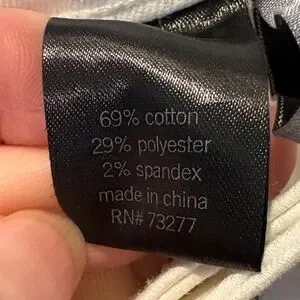 69% cotton
29% polyester
2% spandex
made in china
RN# 73277